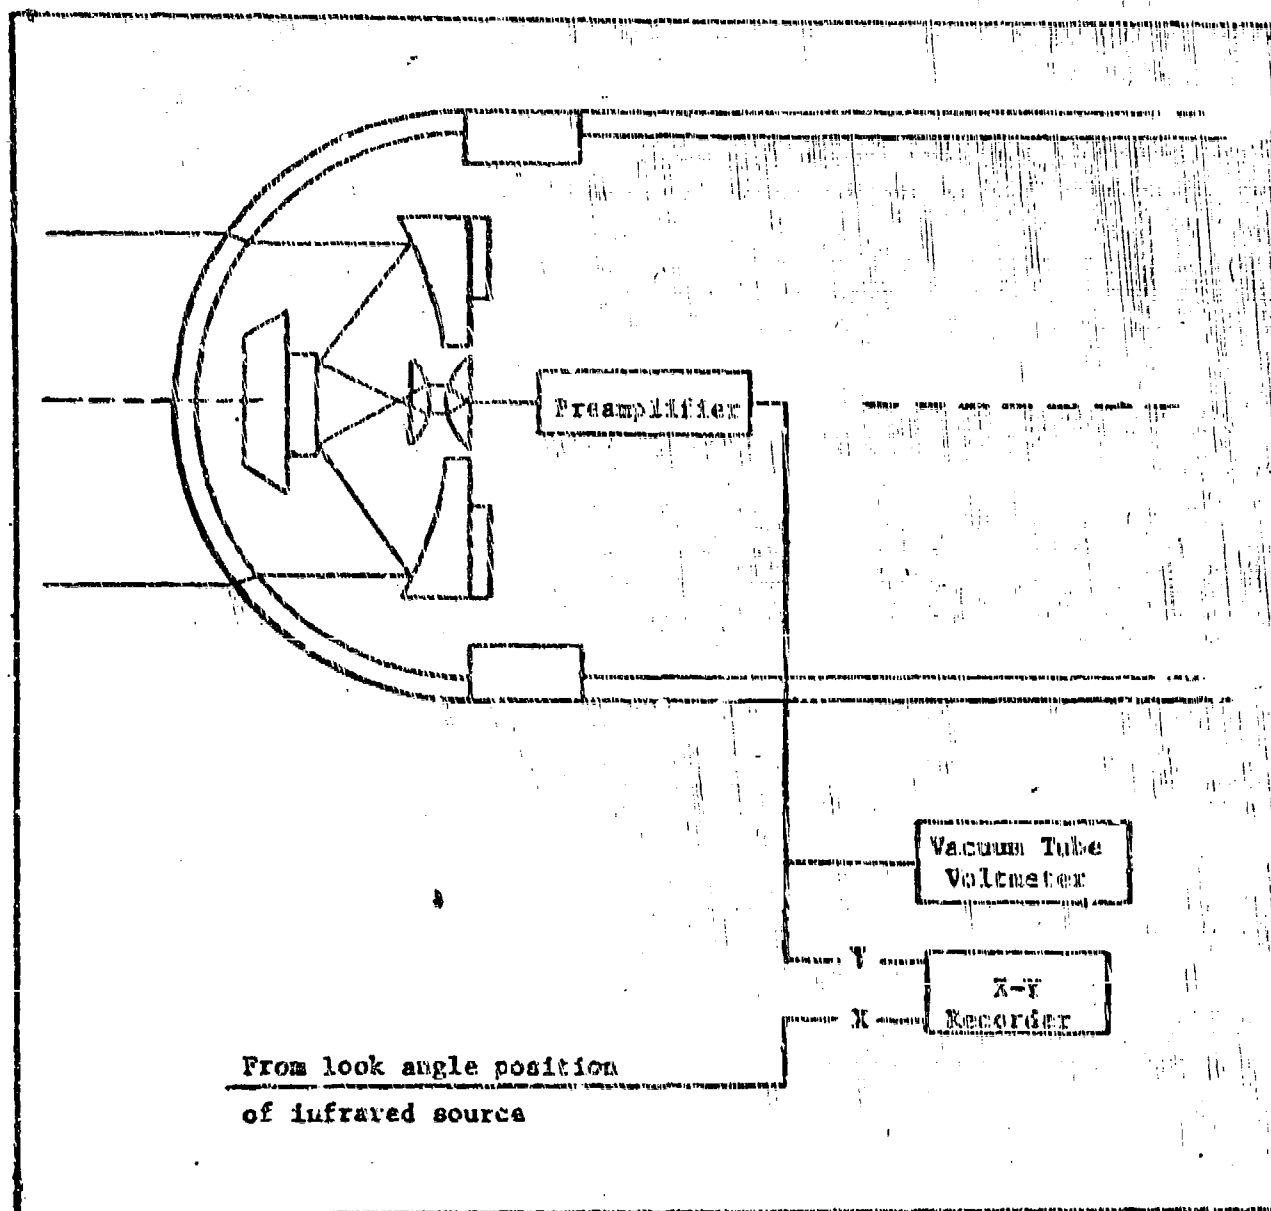 Preamplifier
Vacuum Tube
Voltmeter
Y
X-Y
X
Recorder
From look angle position
of infrared source